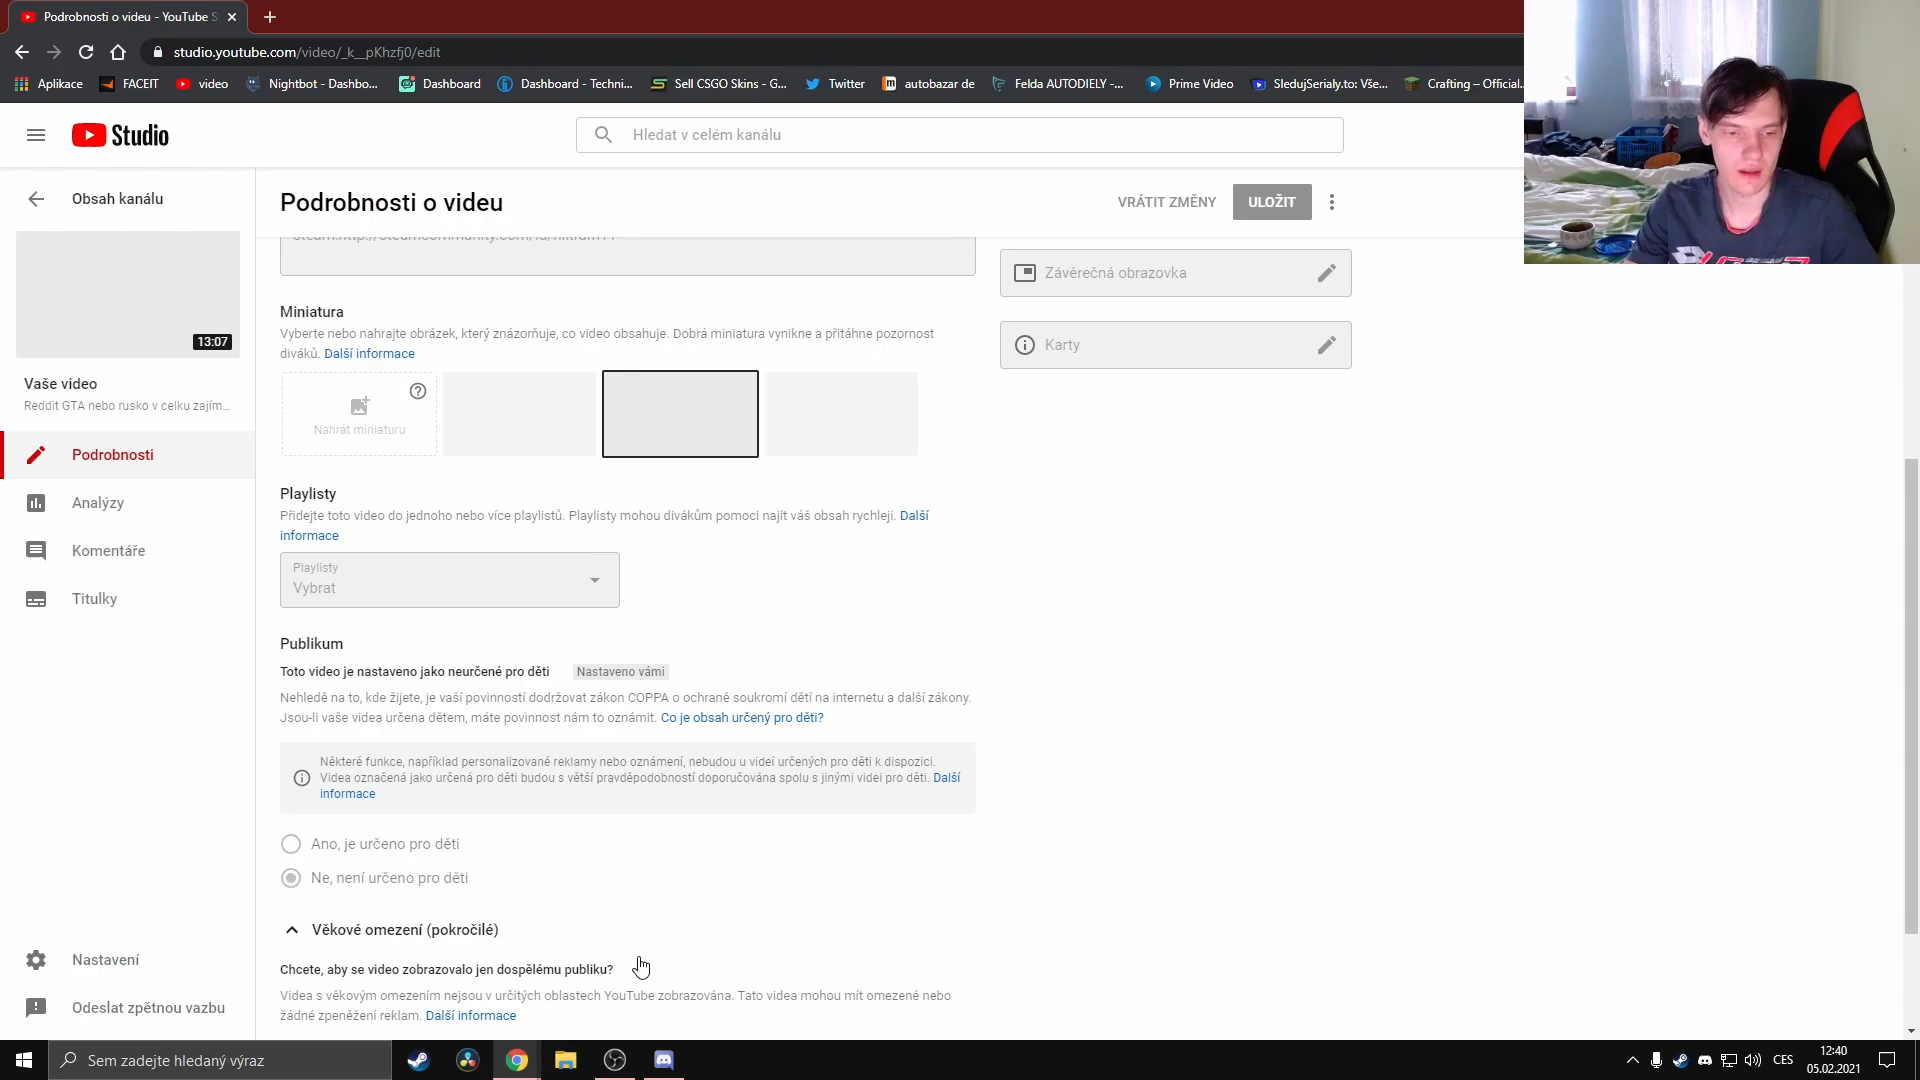 Podrobnosti o videu - YouTube S
studio.youtube.com/video/_k__pKhzfj0/edit
Aplikace
FACEIT
video
Nightbot - Dashbo...
Dashboard
Dashboard - Techni...
Sell CSGO Skins - G...
Twitter
autobazar de
Felda AUTODIELY -...
Prime Video
SledujSerialy.to: Vše...
Crafting – Official...
Studio
Hledat v celém kanálu
Obsah kanálu
Podrobnosti o videu
VRÁTIT ZMĚNY
ULOŽIT
13:07
Vaše video
Reddit GTA nebo rusko v celku zajím...
Podrobnosti
Analýzy
Komentáře
Titulky
Nastavení
Odeslat zpětnou vazbu
Závěrečná obrazovka
Karty
Miniatura
Vyberte nebo nahrajte obrázek, který znázorňuje, co video obsahuje. Dobrá miniatura vynikne a přitáhne pozornost
diváků. Další informace
Nahrát miniaturu
Playlisty
Přidejte toto video do jednoho nebo více playlistů. Playlisty mohou divákům pomoci najít váš obsah rychleji. Další
informace
Playlisty
Vybrat
Publikum
Toto video je nastaveno jako neurčené pro děti Nastaveno vámi
Nehledě na to, kde žijete, je vaší povinností dodržovat zákon COPPA o ochraně soukromí dětí na internetu a další zákony.
Jsou-li vaše videa určena dětem, máte povinnost nám to oznámit. Co je obsah určený pro děti?
Některé funkce, například personalizované reklamy nebo oznámení, nebudou u videí určených pro děti k dispozici.
Videa označená jako určená pro děti budou s větší pravděpodobností doporučována spolu s jinými videi pro děti. Další
informace
Ano, je určeno pro děti
Ne, není určeno pro děti
Věkové omezení (pokročilé)
Chcete, aby se video zobrazovalo jen dospělému publiku?
Videa s věkovým omezením nejsou v určitých oblastech YouTube zobrazována. Tato videa mohou mít omezené nebo
žádné zpeněžení reklam. Další informace
Sem zadejte hledaný výraz
CES
12:40
05.02.2021